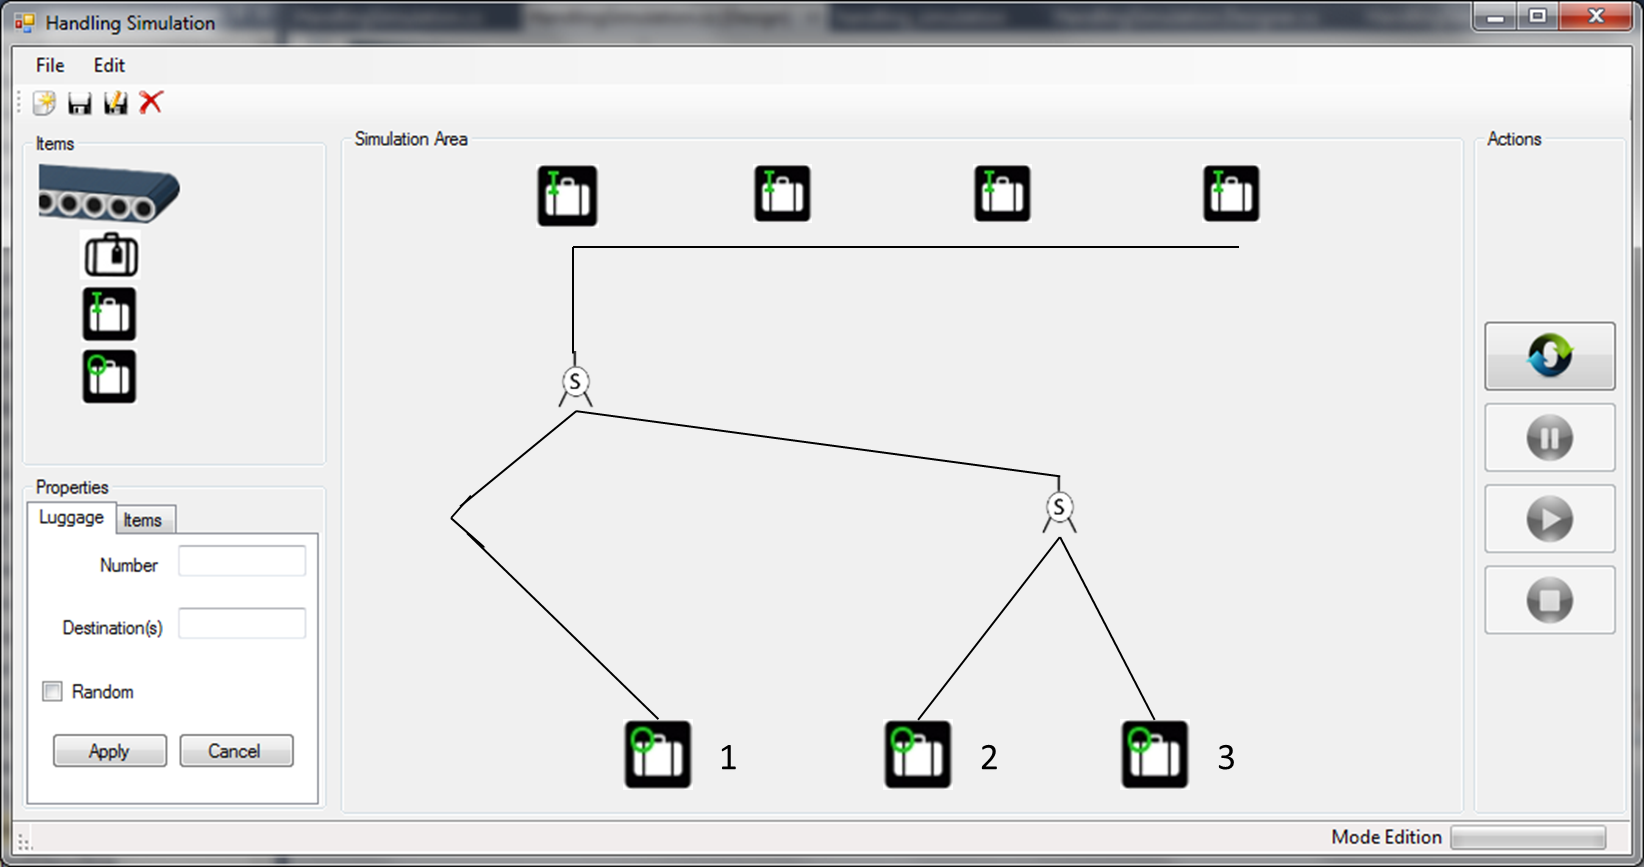 Handling Simulation
File Edit
Items
Simulation Area
Actions
S
S
Properties
Luggage Items
Number
Destination(s)
Random
Apply Cancel
1 2 3
Mode Edition